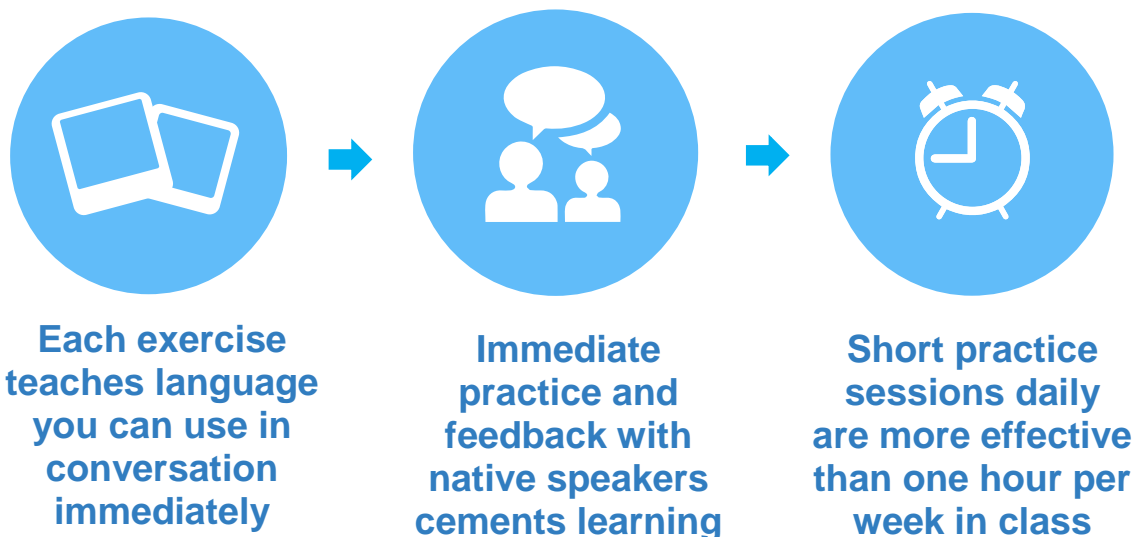 Each exercise
teaches language
you can use in
conversation
immediately
Immediate
practice and
feedback with
native speakers
cements learning
Short practice
sessions daily
are more effective
than one hour per
week in class